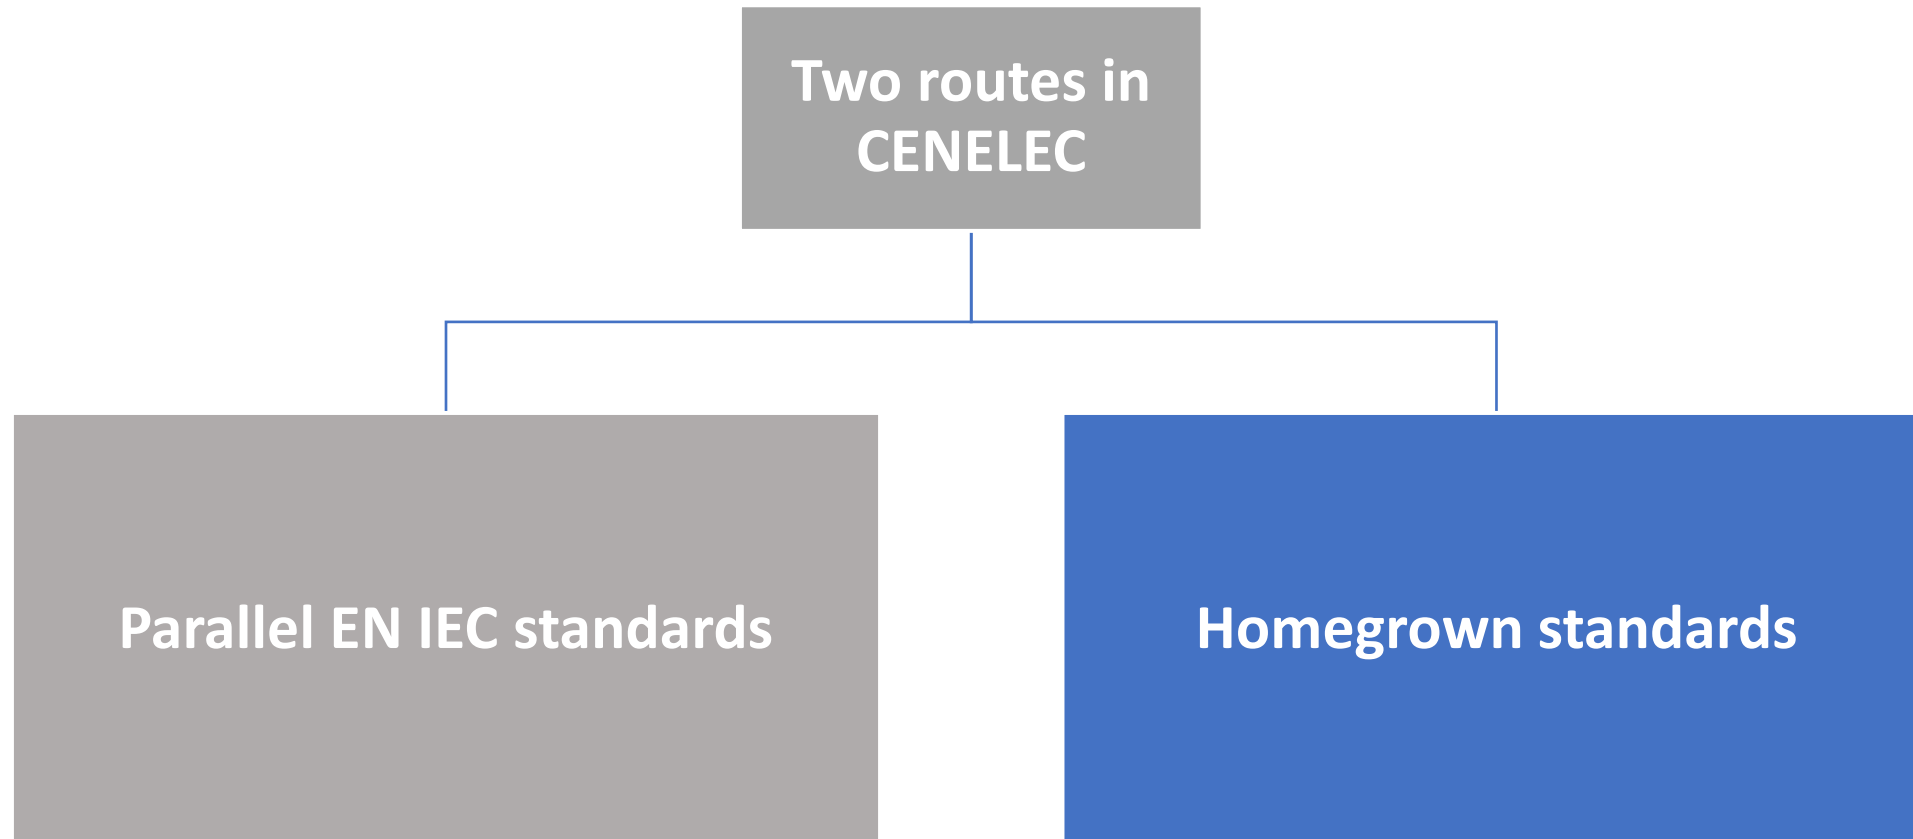 Two routes in
CENELEC
Parallel EN IEC standards
Homegrown standards